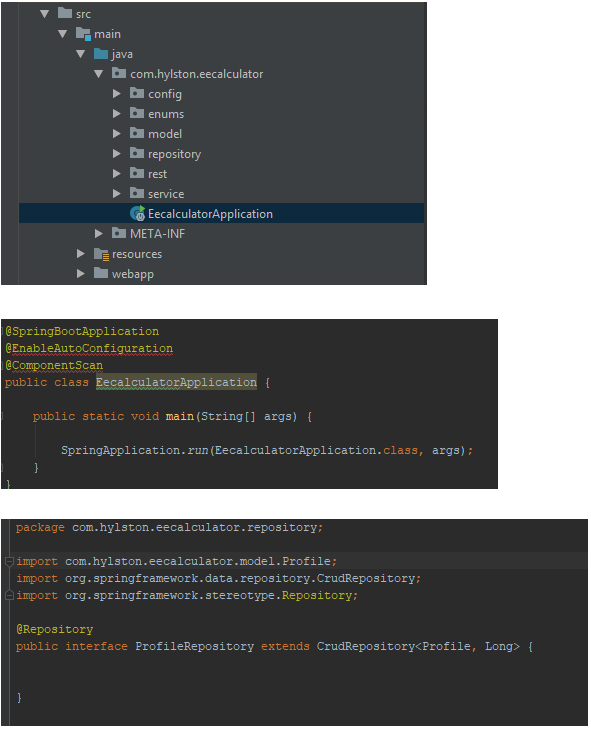 src
main
java
com.hylston.eecalculator
config
enums
model
repository
rest
service
EecalculatorApplication
META-INF
resources
webapp
@SpringBootApplication
@EnableAutoConfiguration
@ComponentScan
public class EecalculatorApplication {
public static void main(String[] args) {
SpringApplication.run(EecalculatorApplication.class, args);
}
}
package com.hylston.eecalculator.repository;
import com.hylston.eecalculator.model.Profile;
import org.springframework.data.repository.CrudRepository;
import org.springframework.stereotype.Repository;
@Repository
public interface ProfileRepository extends CrudRepository<Profile, Long> {
}